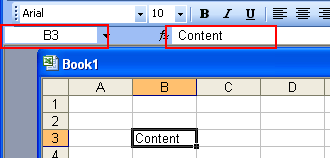 Arial 10 B I U
B3 fx Content
Book1
A B C D
1
2
3 Content
4